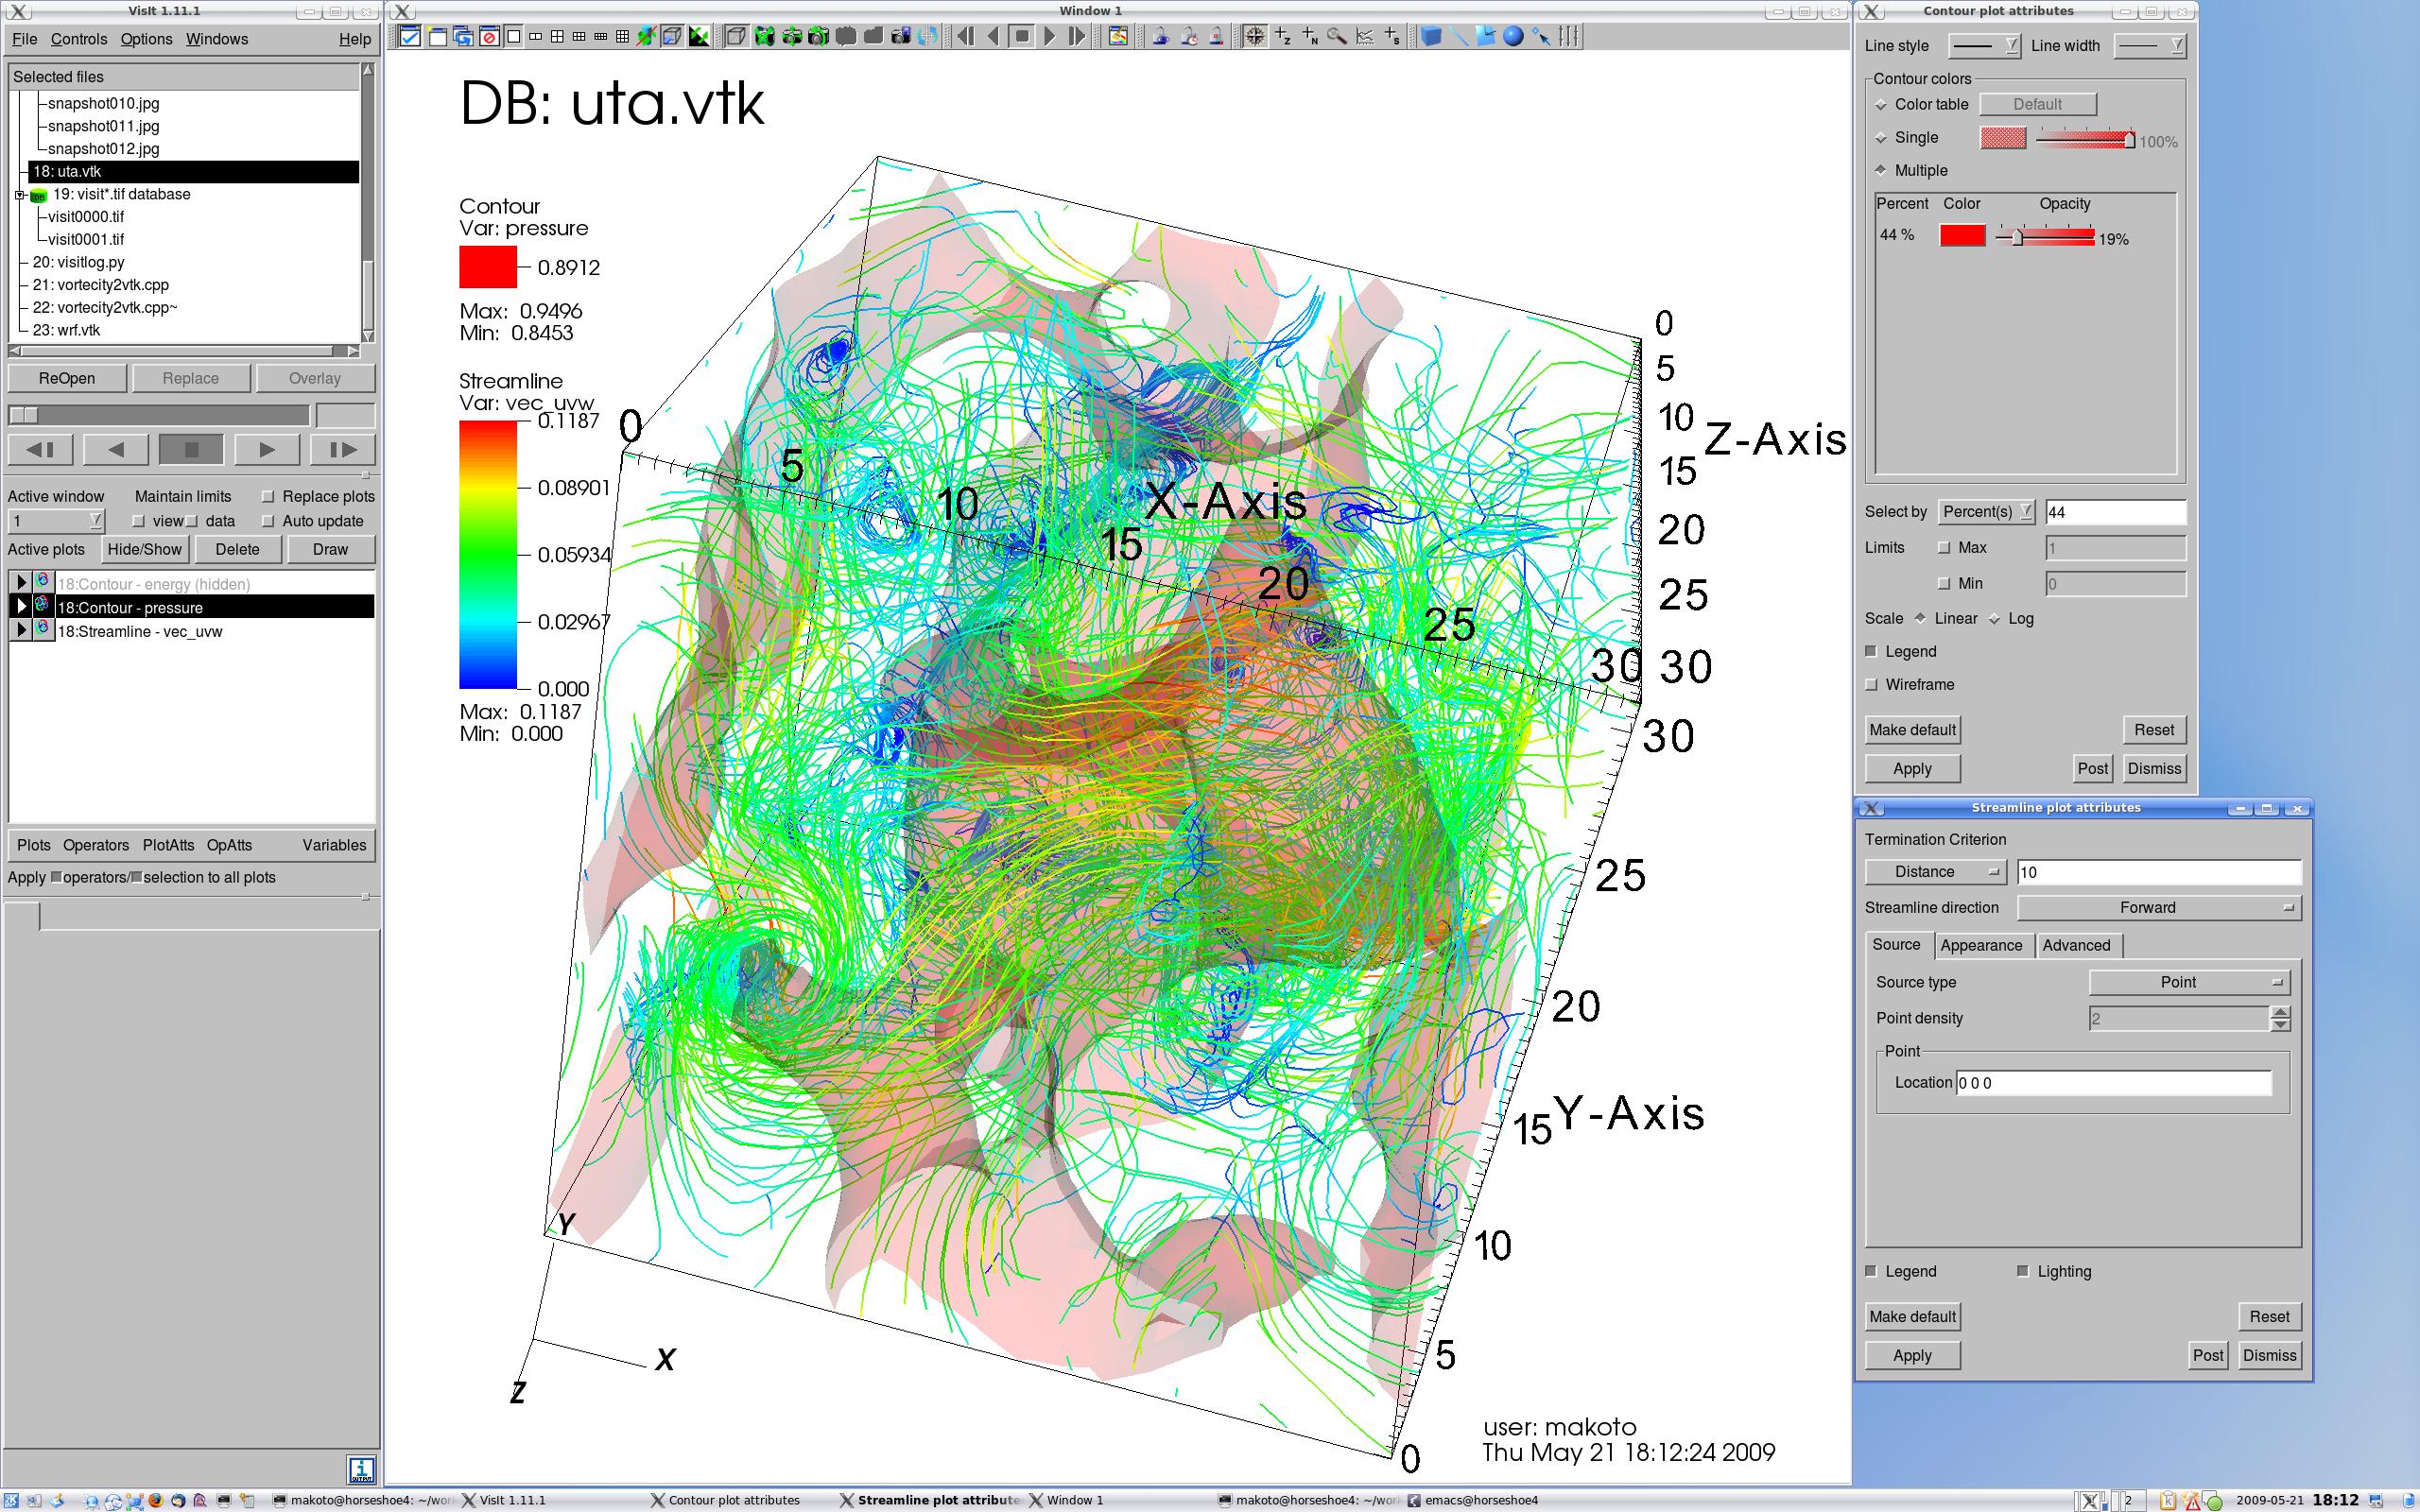 VisIt 1.11.1
File Controls Options Windows Help
Selected files
snapshot010.jpg
snapshot011.jpg
snapshot012.jpg
18: uta.vtk
19: visit*.tif database
visit0000.tif
visit0001.tif
20: visitlog.py
21: vortecity2vtk.cpp
22: vortecity2vtk.cpp~
23: wrf.vtk
ReOpen Replace Overlay
Active window Maintain limits Replace plots
1 view data Auto update
Active plots Hide/Show Delete Draw
18:Contour - energy (hidden)
18:Contour - pressure
18:Streamline - vec_uvw
Plots Operators PlotAtts OpAtts Variables
Apply operators/ selection to all plots
Window 1
DB: uta.vtk
Contour
Var: pressure
0.8912
Max: 0.9496
Min: 0.8453
Streamline
Var: vec_uvw
0.1187
0.08901
0.05934
0.02967
0.000
Max: 0.1187
Min: 0.000
0
5
10
15
20
25
30
X-Axis
0
5
10
15
20
25
30
Z-Axis
30
25
20
15
10
5
0
Y-Axis
Y
X
Z
user: makoto
Thu May 21 18:12:24 2009
Contour plot attributes
Line style Line width
Contour colors
Color table Default
Single 100%
Multiple
Percent Color Opacity
44 % 19%
Select by Percent(s) 44
Limits Max 1
Min 0
Scale Linear Log
Legend
Wireframe
Make default Reset
Apply Post Dismiss
Streamline plot attributes
Termination Criterion
Distance 10
Streamline direction Forward
Source Appearance Advanced
Source type Point
Point density 2
Point
Location 0 0 0
Legend Lighting
Make default Reset
Apply Post Dismiss
makoto@horseshoe4: ~/wor VisIt 1.11.1 Contour plot attributes Streamline plot attribute Window 1 makoto@horseshoe4: ~/wor emacs@horseshoe4 2 2009-05-21 18:12